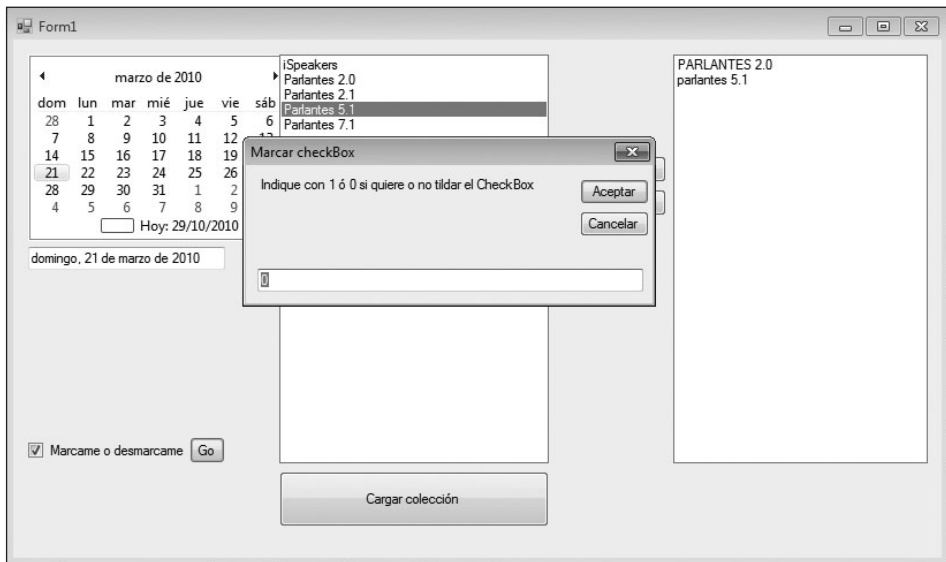 Form1
marzo de 2010
dom lun mar mié jue vie sáb
28 1 2 3 4 5 6
7 8 9 10 11 12 13
14 15 16 17 18 19
21 22 23 24 25 26
28 29 30 31 1 2
4 5 6 7 8 9
Hoy: 29/10/2010
domingo, 21 de marzo de 2010
Marcame o desmarcame
Go
iSpeakers
Parlantes 2.0
Parlantes 2.1
Parlantes 5.1
Parlantes 7.1
Marcar checkBox
Indique con 1 ó 0 si quiere o no tildar el CheckBox
Aceptar
Cancelar
0
Cargar colección
PARLANTES 2.0
parlantes 5.1